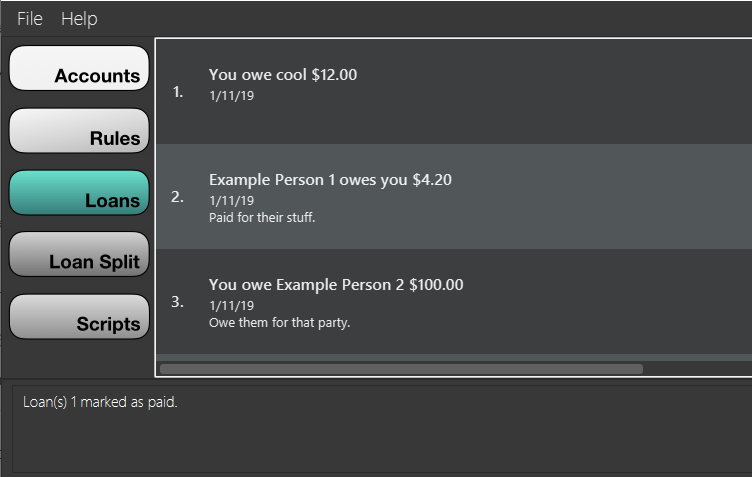 File Help
Accounts
Rules
Loans
Loan Split
Scripts
1.
You owe cool $12.00
1/11/19
2.
Example Person 1 owes you $4.20
1/11/19
Paid for their stuff.
3.
You owe Example Person 2 $100.00
1/11/19
Owe them for that party.
Loan(s) 1 marked as paid.